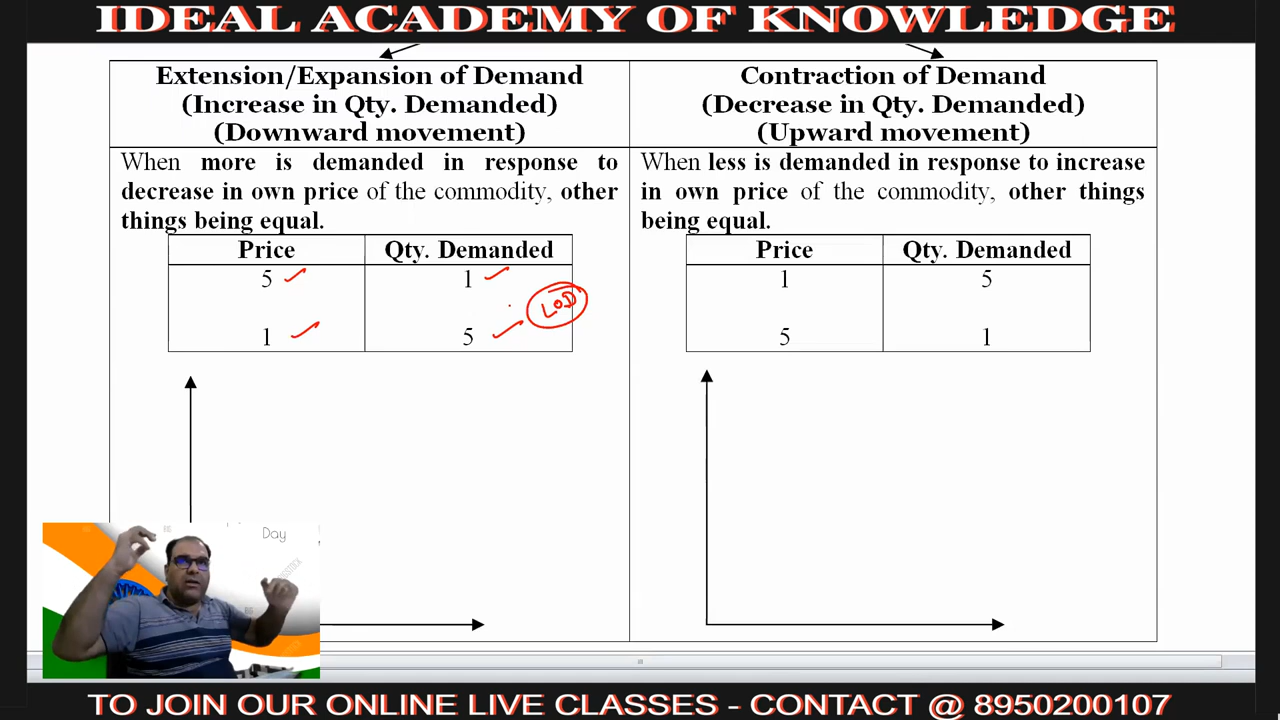 IDEAL ACADEMY OF KNOWLEDGE
Extension/Expansion of Demand
(Increase in Qty. Demanded)
(Downward movement)
When more is demanded in response to
decrease in own price of the commodity, other
things being equal.
Price Qty. Demanded
5 1
LOD
1 5
Contraction of Demand
(Decrease in Qty. Demanded)
(Upward movement)
When less is demanded in response to increase
in own price of the commodity, other things
being equal.
Price Qty. Demanded
1 5
5 1
Day
TO JOIN OUR ONLINE LIVE CLASSES - CONTACT @ 8950200107